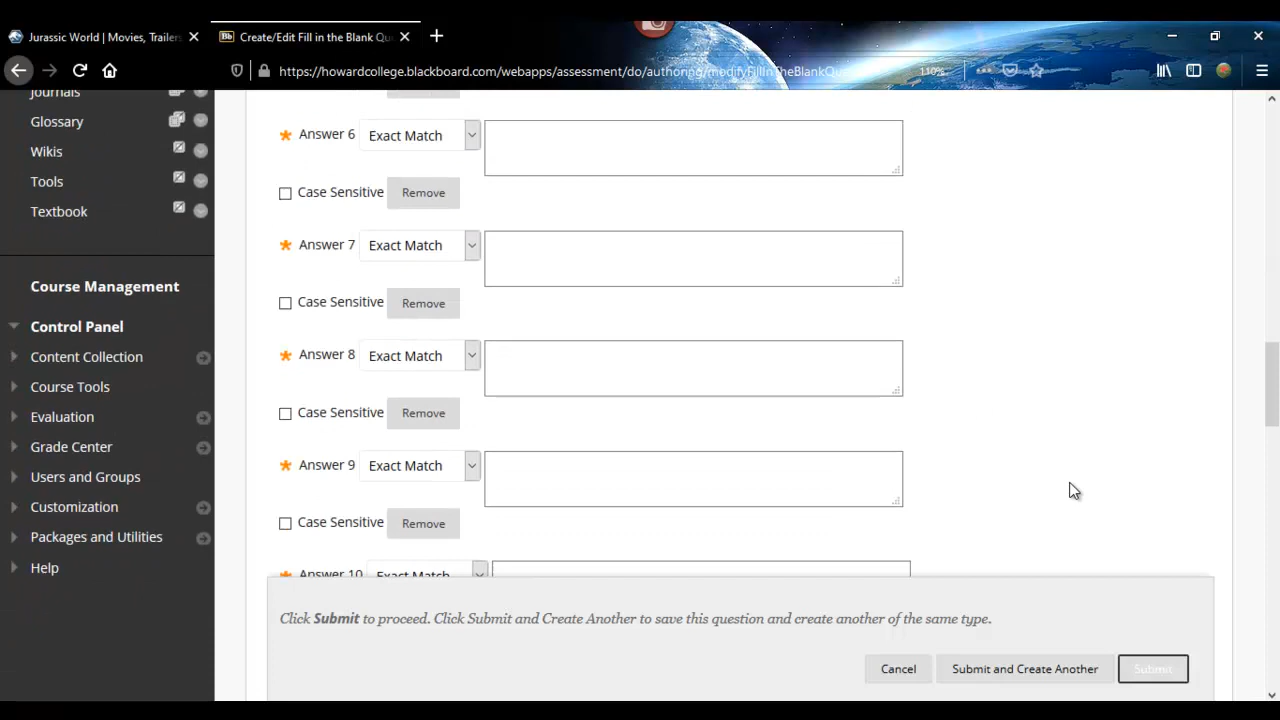 Jurassic World | Movies, Trailers
Bb Create/Edit Fill in the Blank Qu
https://howardcollege.blackboard.com/webapps/assessment/do/authoring/modifyFillInTheBlankQu
110%
Journals
Glossary
Wikis
Tools
Textbook
Course Management
Control Panel
Content Collection
Course Tools
Evaluation
Grade Center
Users and Groups
Customization
Packages and Utilities
Help
Answer 6 Exact Match
Case Sensitive Remove
Answer 7 Exact Match
Case Sensitive Remove
Answer 8 Exact Match
Case Sensitive Remove
Answer 9 Exact Match
Case Sensitive Remove
Answer 10 Exact Match
Click Submit to proceed. Click Submit and Create Another to save this question and create another of the same type.
Cancel Submit and Create Another Submit